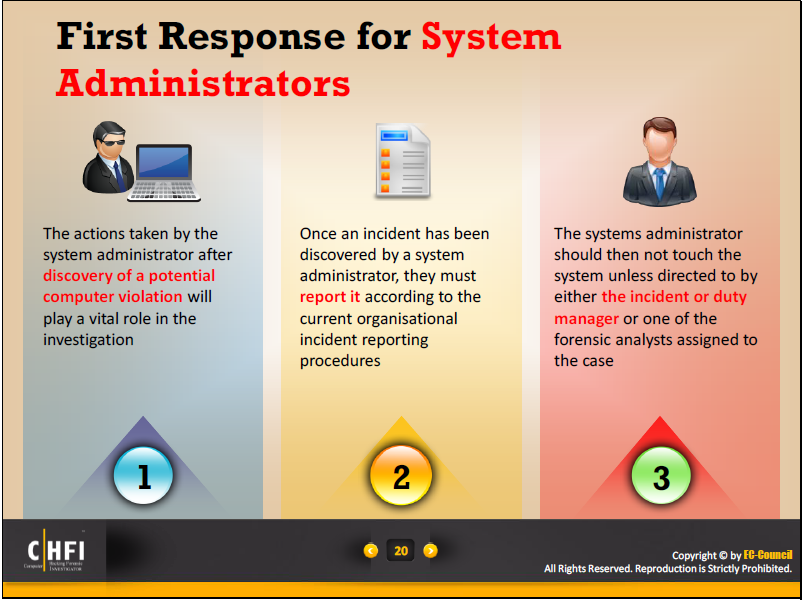 First Response for System
Administrators
The actions taken by the
system administrator after
discovery of a potential
computer violation will
play a vital role in the
investigation
Once an incident has been
discovered by a system
administrator, they must
report it according to the
current organisational
incident reporting
procedures
The systems administrator
should then not touch the
system unless directed to by
either the incident or duty
manager or one of the
forensic analysts assigned to
the case
1
2
3
CHFI
Computer Hacking Forensic
INVESTIGATOR
20
Copyright © by EC-Council
All Rights Reserved. Reproduction is Strictly Prohibited.